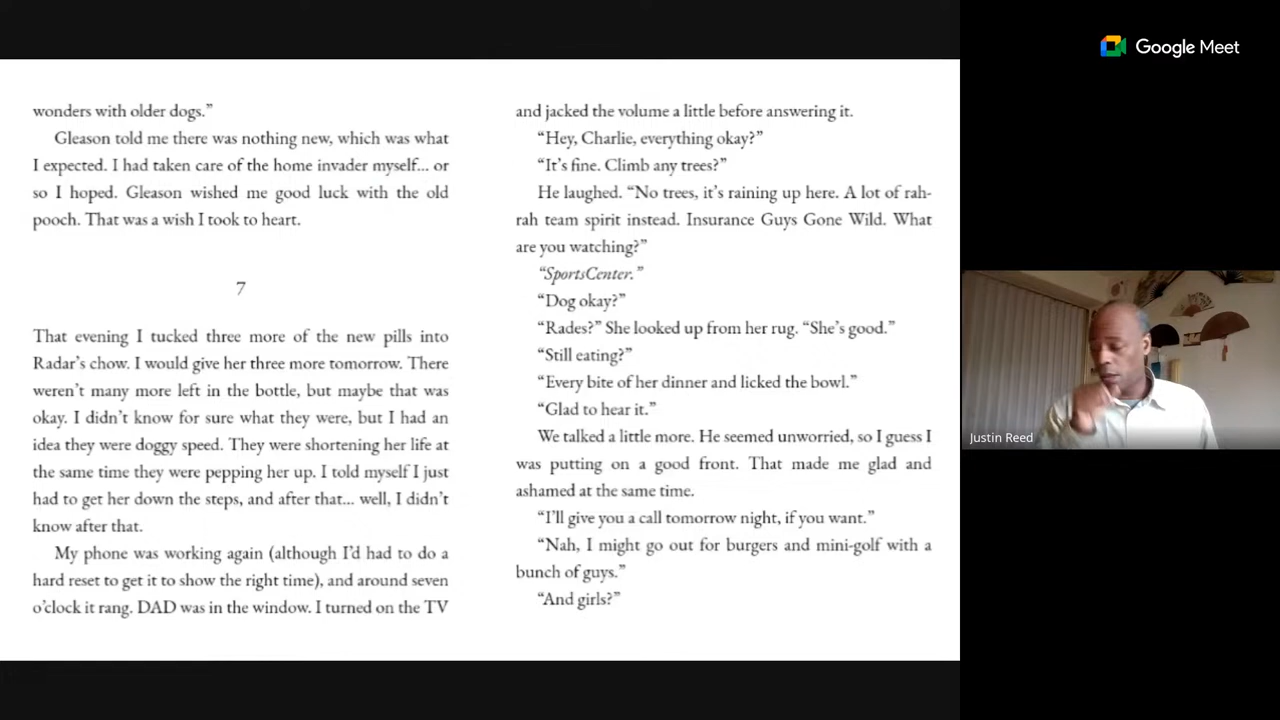 wonders with older dogs.”
Gleason told me there was nothing new, which was what
I expected. I had taken care of the home invader myself... or
so I hoped. Gleason wished me good luck with the old
pooch. That was a wish I took to heart.
7
That evening I tucked three more of the new pills into
Radar’s chow. I would give her three more tomorrow. There
weren’t many more left in the bottle, but maybe that was
okay. I didn’t know for sure what they were, but I had an
idea they were doggy speed. They were shortening her life at
the same time they were pepping her up. I told myself I just
had to get her down the steps, and after that... well, I didn’t
know after that.
My phone was working again (although I’d had to do a
hard reset to get it to show the right time), and around seven
o’clock it rang. DAD was in the window. I turned on the TV
and jacked the volume a little before answering it.
“Hey, Charlie, everything okay?”
“It’s fine. Climb any trees?”
He laughed. “No trees, it’s raining up here. A lot of rah-
rah team spirit instead. Insurance Guys Gone Wild. What
are you watching?”
“SportsCenter.”
“Dog okay?”
“Rades?” She looked up from her rug. “She’s good.”
“Still eating?”
“Every bite of her dinner and licked the bowl.”
“Glad to hear it.”
We talked a little more. He seemed unworried, so I guess I
was putting on a good front. That made me glad and
ashamed at the same time.
“I’ll give you a call tomorrow night, if you want.”
“Nah, I might go out for burgers and mini-golf with a
bunch of guys.”
“And girls?”
Google Meet
Justin Reed